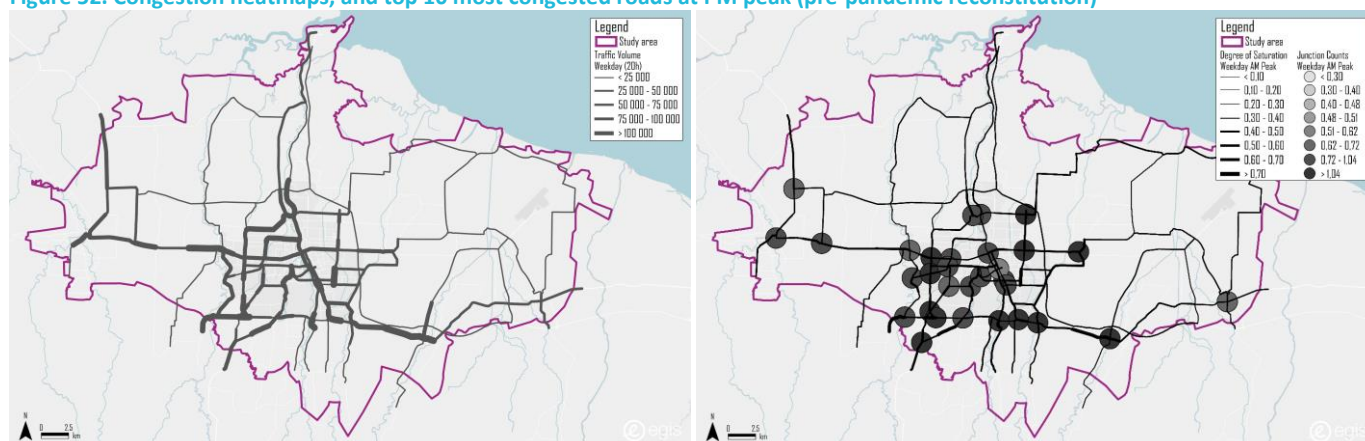 Figure 32. Congestion heatmaps, and top 10 most congested roads at PM peak (pre-pandemic reconstitution)
Legend
Study area
Traffic Volume
Weekday (20h)
< 25 000
25 000 - 50 000
50 000 - 75 000
75 000 - 100 000
> 100 000
N
0 2.5
km
egis
Legend
Study area
Degree of Saturation
Weekday AM Peak
< 0,10
0,10 - 0,20
0,20 - 0,30
0,30 - 0,40
0,40 - 0,50
0,50 - 0,60
0,60 - 0,70
> 0,70
Junction Counts
Weekday AM Peak
< 0,30
0,30 - 0,40
0,40 - 0,48
0,48 - 0,51
0,51 - 0,62
0,62 - 0,72
0,72 - 1,04
> 1,04
N
0 2.5
km
egis